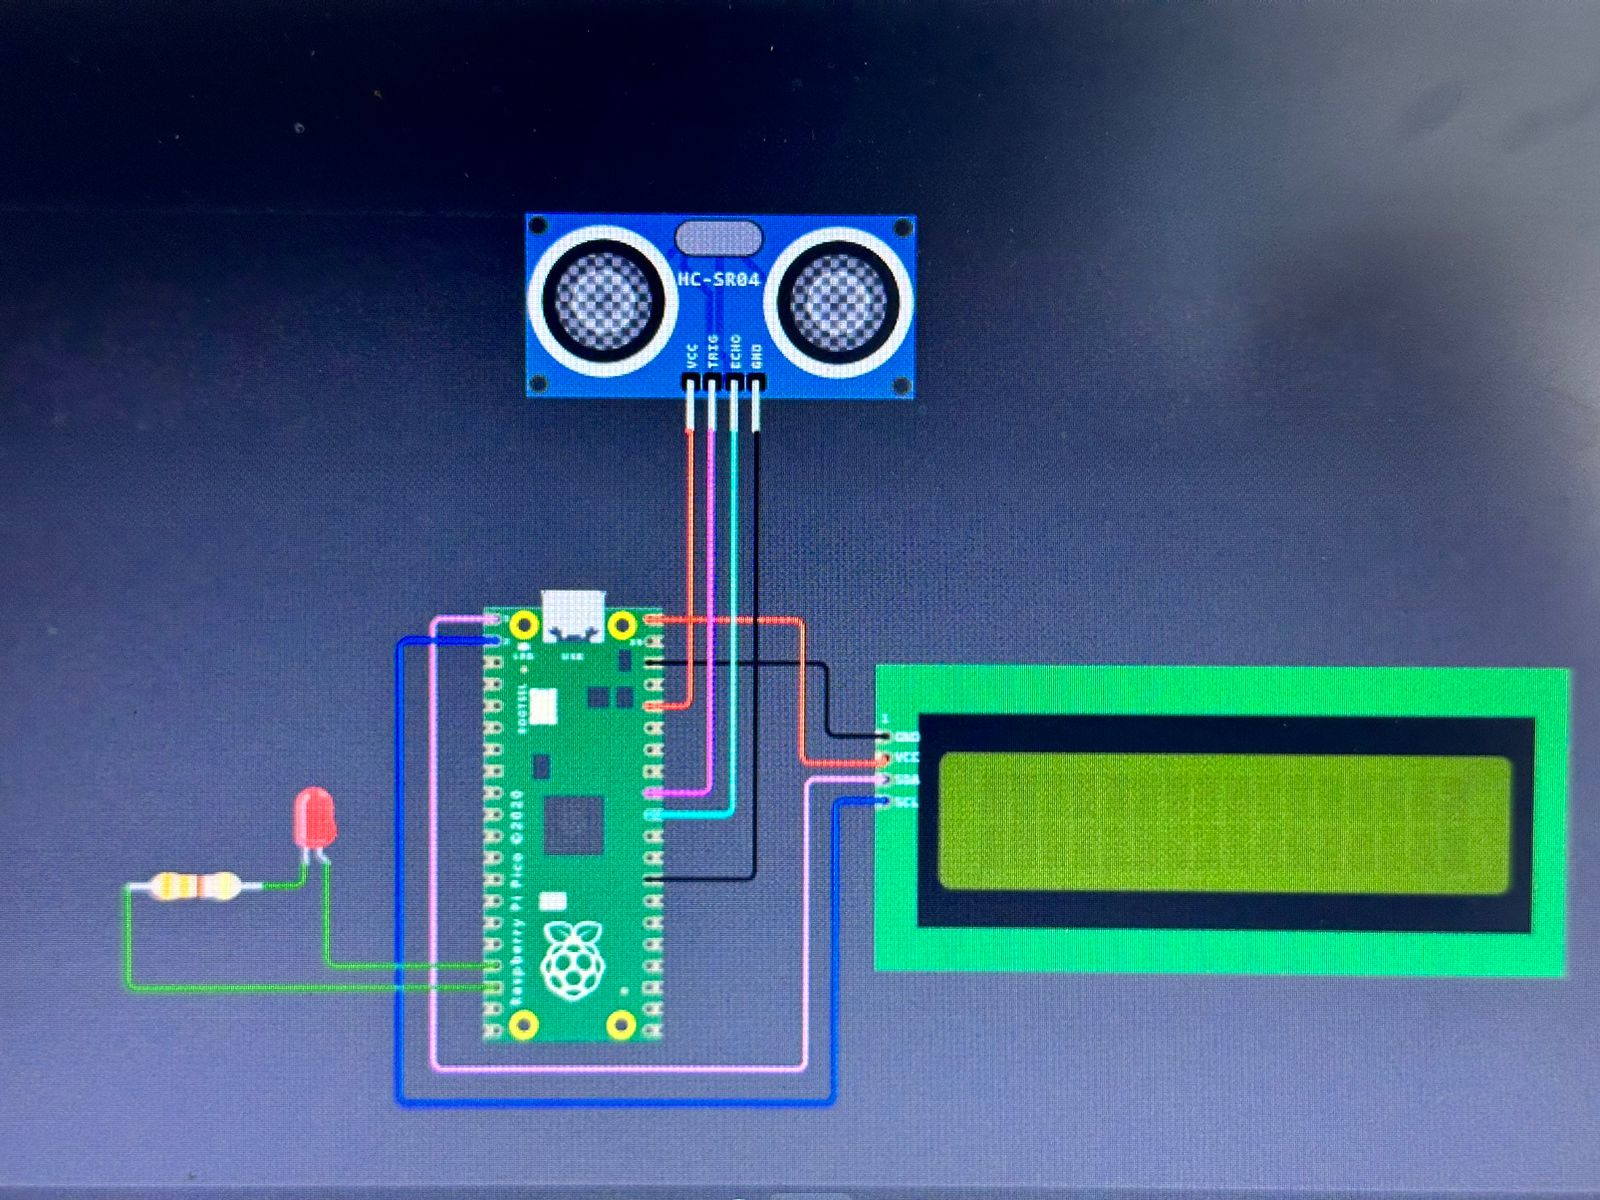 HC-SR04
VCC
TRIG
ECHO
GND
LED
USB
BOOTSEL
Raspberry Pi Pico ©2020
1
GND
VCC
SDA
SCL